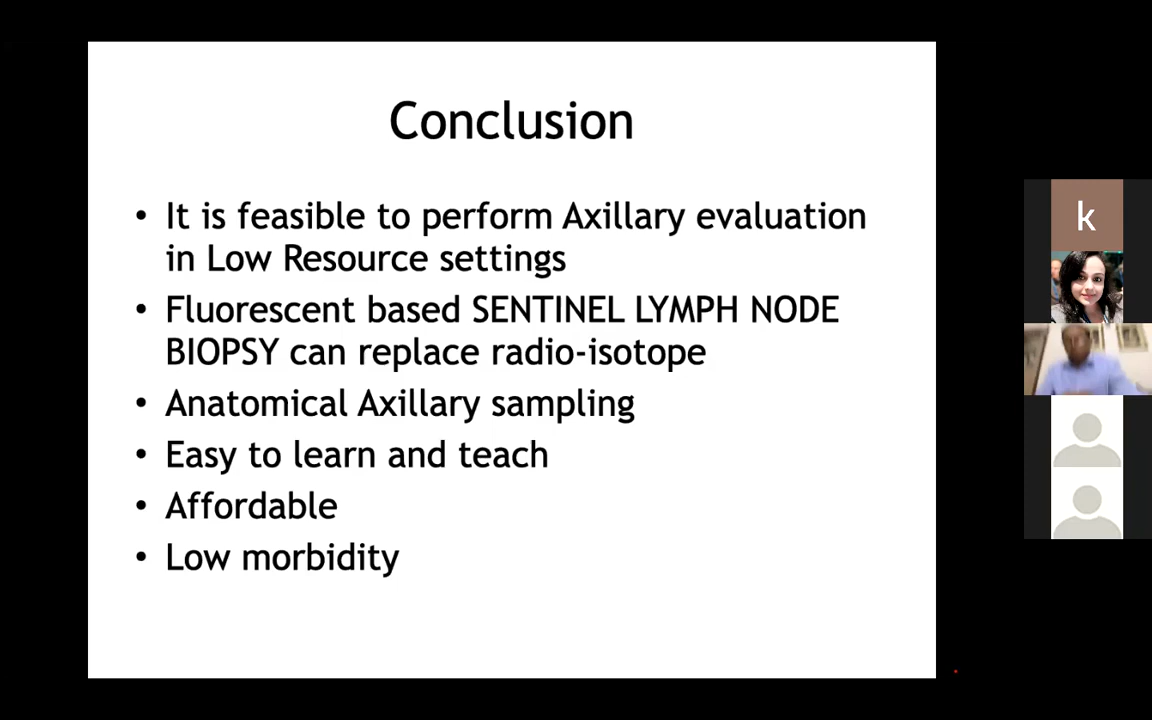 Conclusion
• It is feasible to perform Axillary evaluation
in Low Resource settings
• Fluorescent based SENTINEL LYMPH NODE
BIOPSY can replace radio-isotope
• Anatomical Axillary sampling
• Easy to learn and teach
• Affordable
• Low morbidity
k